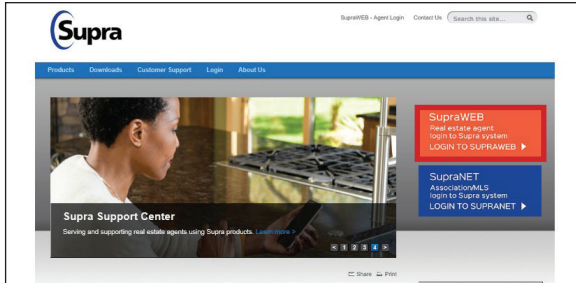 SupraWEB - Agent Login Contact Us Search this site...
Supra
Products Downloads Customer Support Login About Us
SupraWEB
Real estate agent
login to Supra system
LOGIN TO SUPRAWEB
SupraNET
Association/MLS
login to Supra system
LOGIN TO SUPRANET
Supra Support Center
Serving and supporting real estate agents using Supra products. Learn more >
< 1 2 3 4 >
Share Print